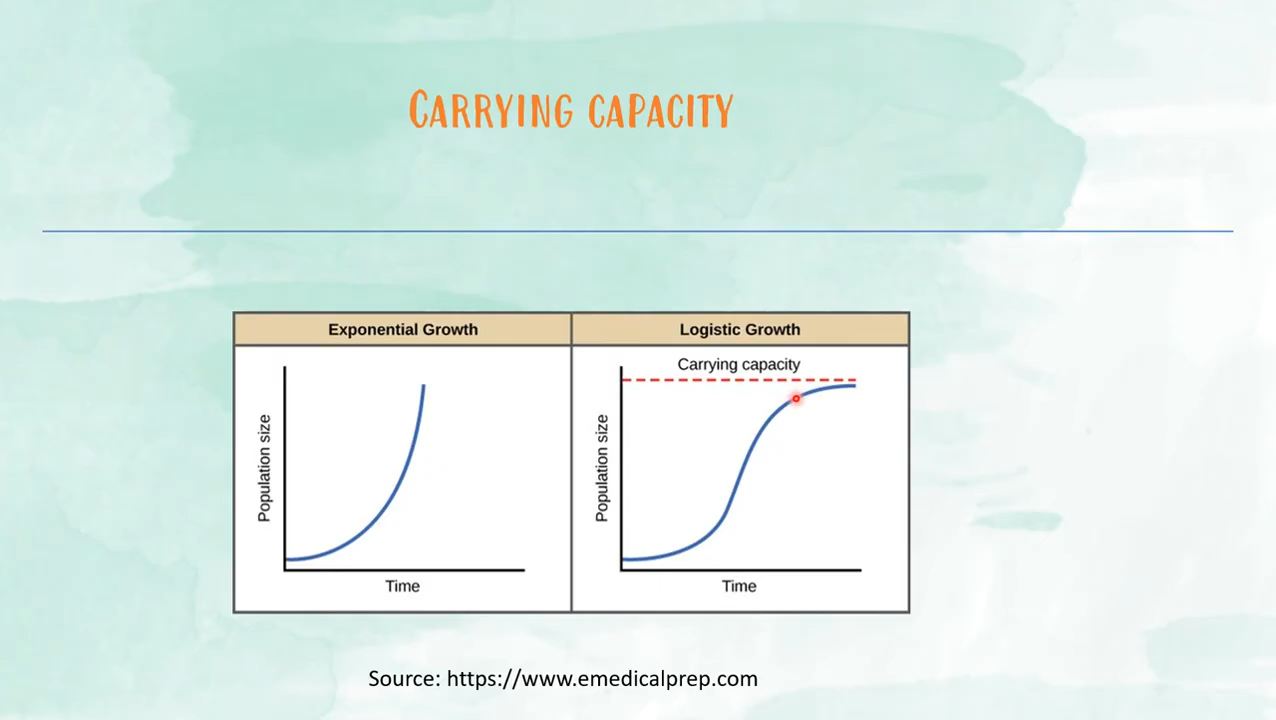 Carrying capacity
Exponential Growth
Population size
Time
Logistic Growth
Carrying capacity
Population size
Time
Source: https://www.emedicalprep.com